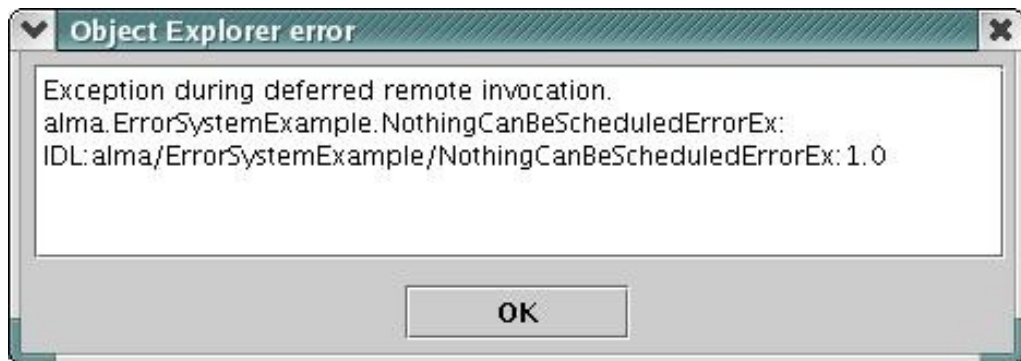 Object Explorer error
Exception during deferred remote invocation.
alma.ErrorSystemExample.NothingCanBeScheduledErrorEx:
IDL:alma/ErrorSystemExample/NothingCanBeScheduledErrorEx:1.0
OK